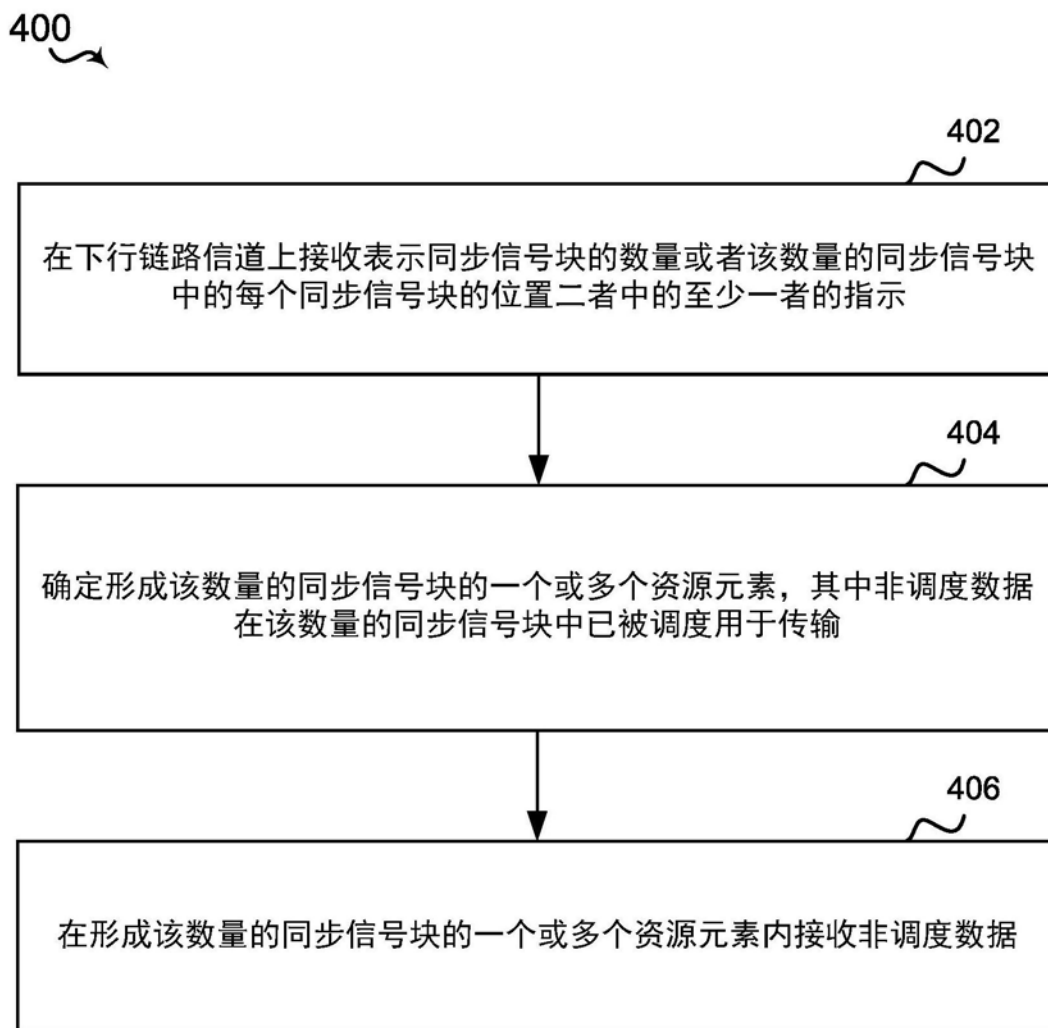 400
402
在下行链路信道上接收表示同步信号块的数量或者该数量的同步信号块
中的每个同步信号块的位置二者中的至少一者的指示
404
确定形成该数量的同步信号块的一个或多个资源元素，其中非调度数据
在该数量的同步信号块中已被调度用于传输
406
在形成该数量的同步信号块的一个或多个资源元素内接收非调度数据